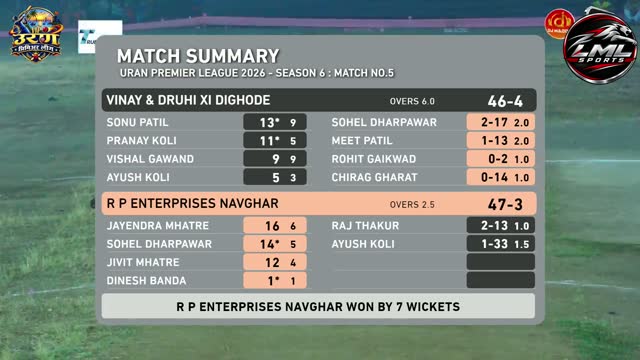 उरण
प्रिमियर लीग
TRU
LML
SPORTS
MATCH SUMMARY
URAN PREMIER LEAGUE 2026 - SEASON 6 : MATCH NO.5
VINAY & DRUHI XI DIGHODE OVERS 6.0 46-4
SONU PATIL 13* 9 SOHEL DHARPAWAR 2-17 2.0
PRANAY KOLI 11* 5 MEET PATIL 1-13 2.0
VISHAL GAWAND 9 9 ROHIT GAIKWAD 0-2 1.0
AYUSH KOLI 5 3 CHIRAG GHARAT 0-14 1.0
R P ENTERPRISES NAVGHAR OVERS 2.5 47-3
JAYENDRA MHATRE 16 6 RAJ THAKUR 2-13 1.0
SOHEL DHARPAWAR 14* 5 AYUSH KOLI 1-33 1.5
JIVIT MHATRE 12 4
DINESH BANDA 1* 1
R P ENTERPRISES NAVGHAR WON BY 7 WICKETS